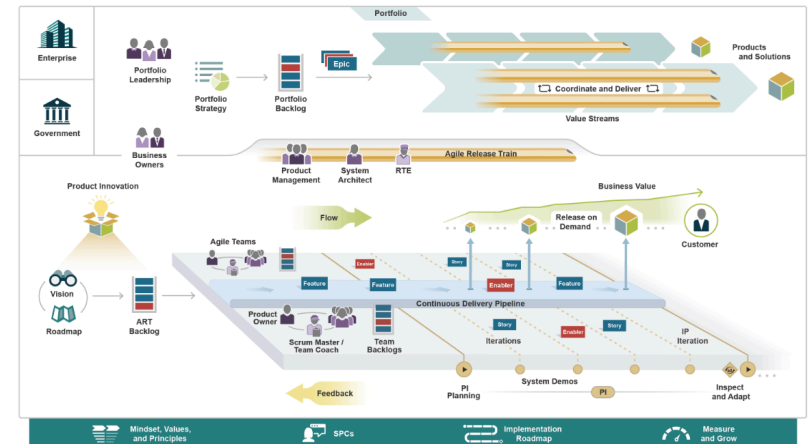 Portfolio
Enterprise
Government
Portfolio
Leadership
Portfolio
Strategy
Portfolio
Backlog
Epic
Coordinate and Deliver
Value Streams
Products
and Solutions
Business
Owners
Product
Management
System
Architect
RTE
Agile Release Train
Product Innovation
Vision
Roadmap
ART
Backlog
Flow
Business Value
Release on
Demand
Customer
Agile Teams
Enabler
Story
Story
Feature
Feature
Enabler
Feature
Continuous Delivery Pipeline
Product
Owner
Scrum Master /
Team Coach
Team
Backlogs
Story
Enabler
Story
Iterations
IP
Iteration
PI
Planning
System Demos
PI
Inspect
and Adapt
Feedback
Mindset, Values,
and Principles
SPCs
Implementation
Roadmap
Measure
and Grow